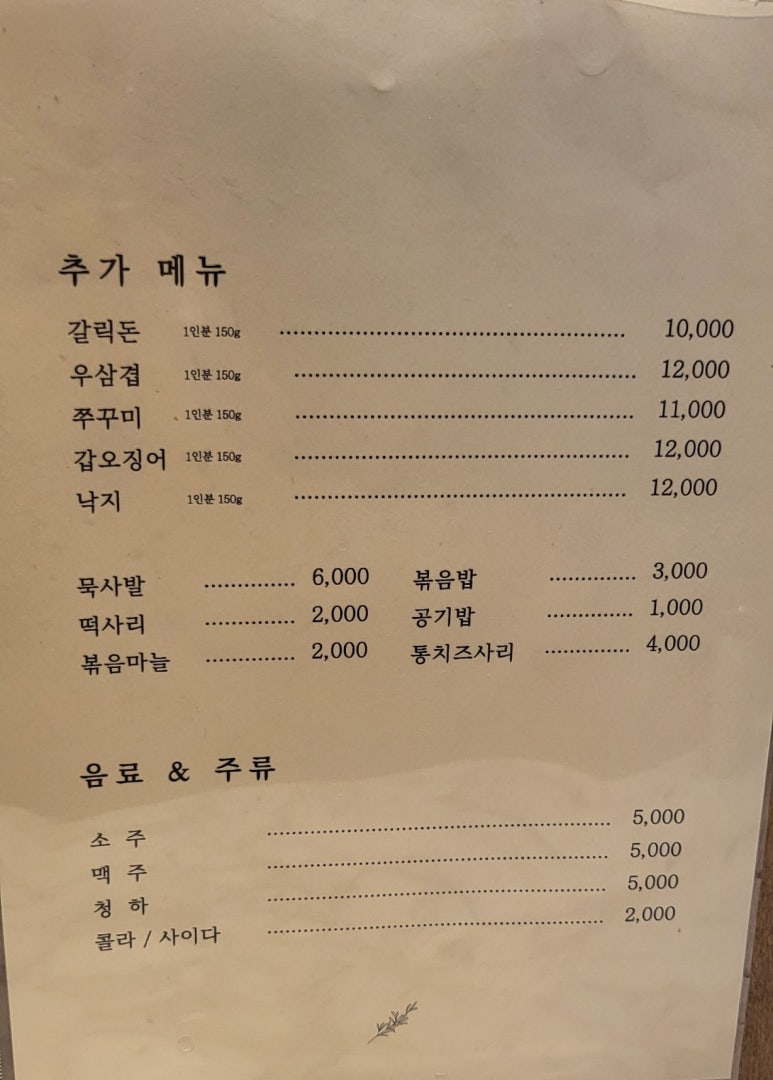 추가 메뉴
갈릭돈 1인분 150g ........ 10,000
우삼겹 1인분 150g ........ 12,000
쭈꾸미 1인분 150g ........ 11,000
갑오징어 1인분 150g ........ 12,000
낙지 1인분 150g ........ 12,000
묵사발 ........ 6,000 볶음밥 ........ 3,000
떡사리 ........ 2,000 공기밥 ........ 1,000
볶음마늘 ........ 2,000 통치즈사리 ........ 4,000
음료 & 주류
소 주 ........ 5,000
맥 주 ........ 5,000
청 하 ........ 5,000
콜라 / 사이다 ........ 2,000